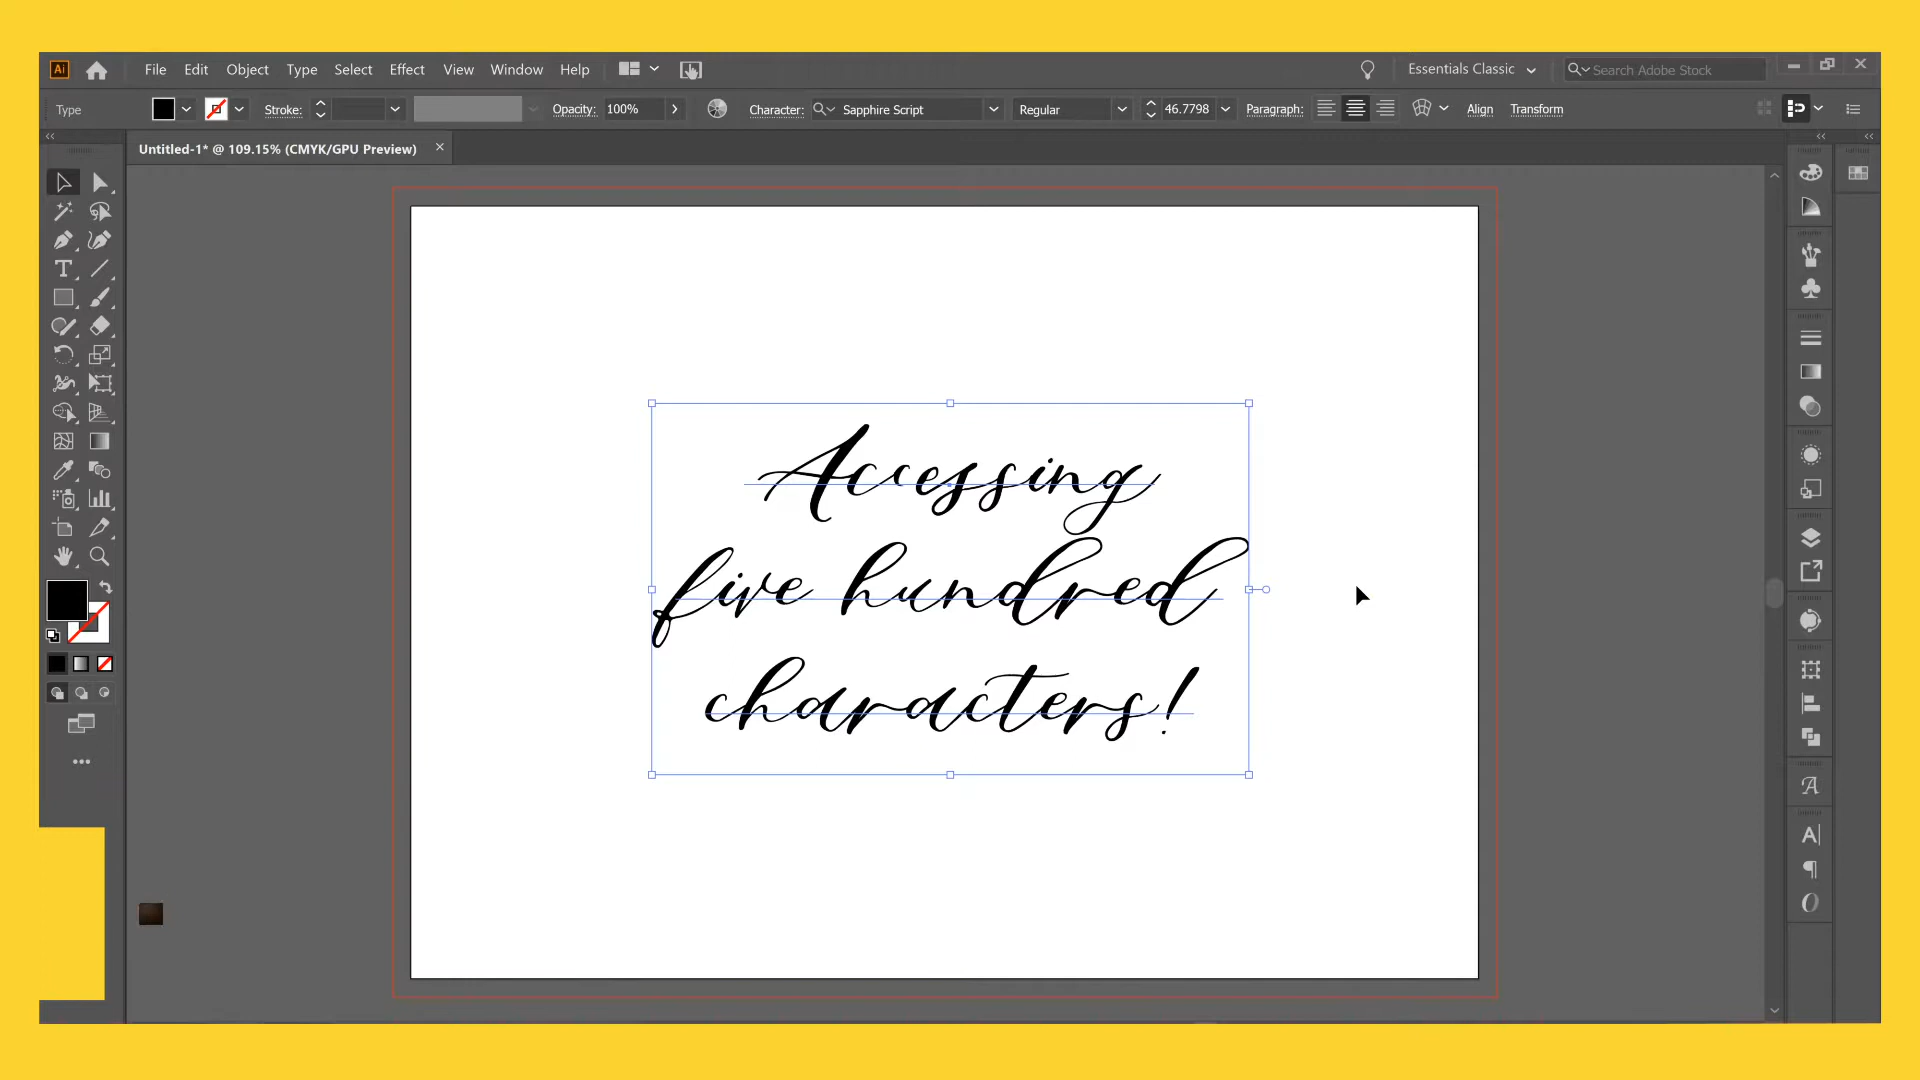 Ai File Edit Object Type Select Effect View Window Help Essentials Classic Search Adobe Stock
Type Stroke: Opacity: 100% Character: Sapphire Script Regular 46.7798 Paragraph: Align Transform
Untitled-1* @ 109.15% (CMYK/GPU Preview)
Accessing
five hundred
characters!